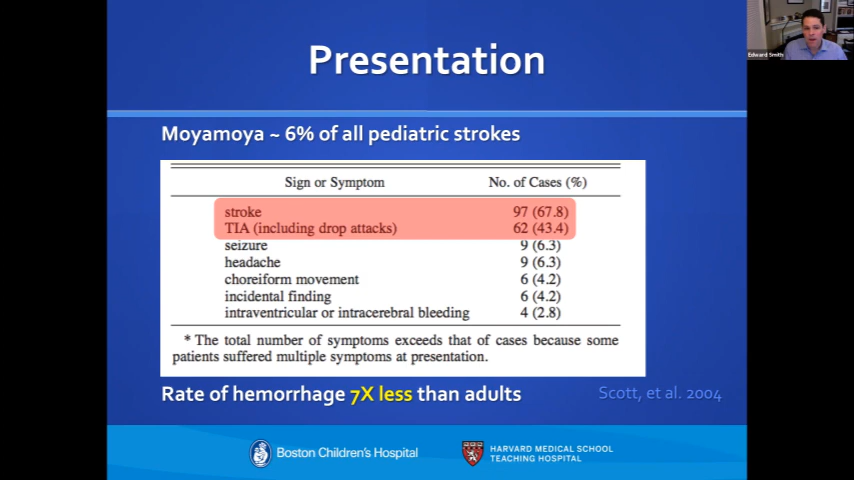 Presentation
Edward Smith
Moyamoya ~ 6% of all pediatric strokes
Sign or Symptom No. of Cases (%)
stroke 97 (67.8)
TIA (including drop attacks) 62 (43.4)
seizure 9 (6.3)
headache 9 (6.3)
choreiform movement 6 (4.2)
incidental finding 6 (4.2)
intraventricular or intracerebral bleeding 4 (2.8)
* The total number of symptoms exceeds that of cases because some
patients suffered multiple symptoms at presentation.
Rate of hemorrhage 7X less than adults
Scott, et al. 2004
Boston Children's Hospital
HARVARD MEDICAL SCHOOL
TEACHING HOSPITAL